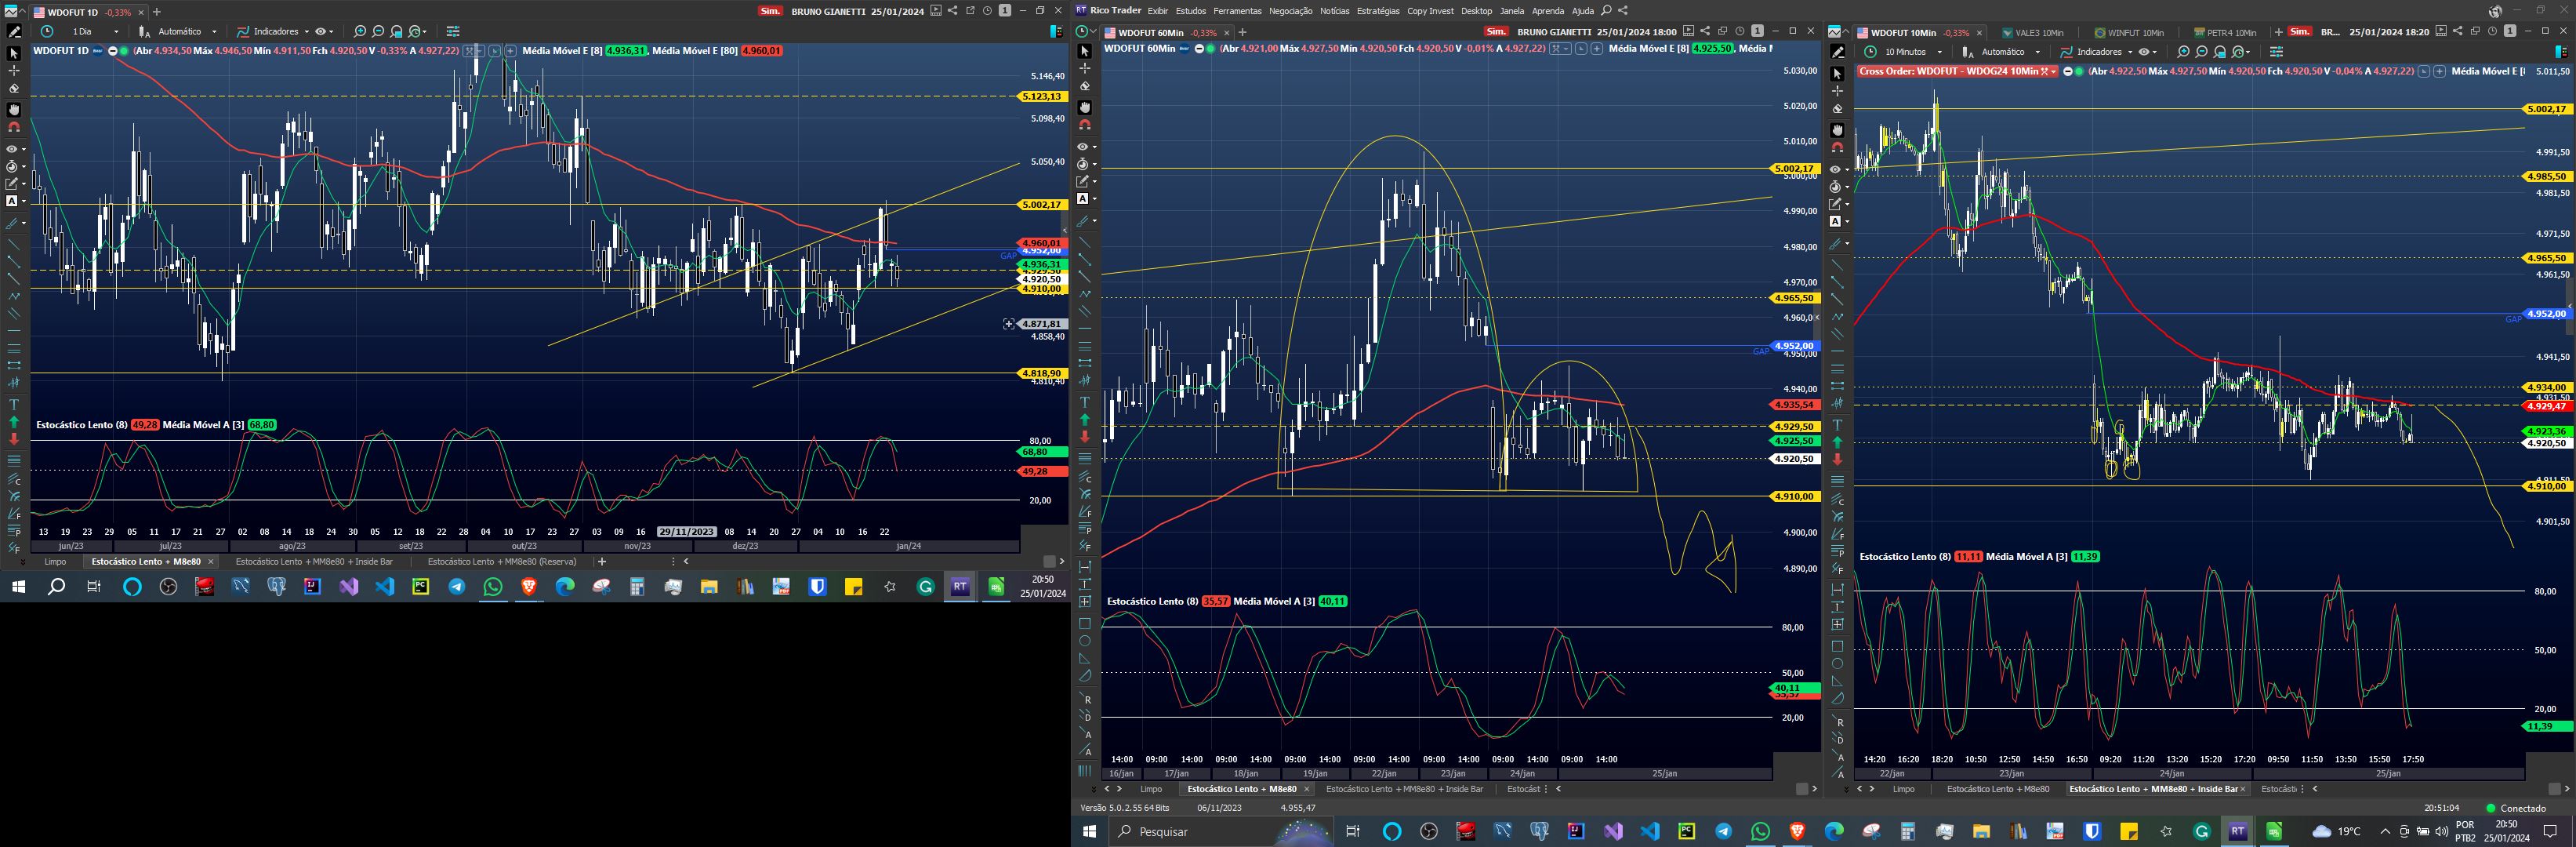 WDOFUT 1D -0,33%
Sim. BRUNO GIANETTI 25/01/2024
1 Dia Automático Indicadores
WDOFUT 1D (Abr 4.934,50 Máx 4.946,50 Mín 4.911,50 Fch 4.920,50 V -0,33% A 4.927,22) Média Móvel E [8] 4.936,31, Média Móvel E [80] 4.960,01
5.146,40
5.123,13
5.098,40
5.050,40
5.002,17
4.960,01
4.952,00
GAP
4.936,31
4.929,50
4.920,50
4.910,00
4.871,81
4.858,40
4.818,90
4.810,40
Estocástico Lento (8) 49,28 Média Móvel A [3] 68,80
80,00
68,80
49,28
20,00
13 19 23 29 05 11 17 21 27 02 08 14 18 24 30 05 12 18 22 28 04 10 17 23 27 03 09 16 29/11/2023 08 14 20 27 04 10 16 22
jun/23 jul/23 ago/23 set/23 out/23 nov/23 dez/23 jan/24
Limpo Estocástico Lento + M8e80 Estocástico Lento + MM8e80 + Inside Bar Estocástico Lento + MM8e80 (Reserva)
20:50
25/01/2024
Rico Trader Exibir Estudos Ferramentas Negociação Notícias Estratégias Copy Invest Desktop Janela Aprenda Ajuda
WDOFUT 60Min -0,33%
Sim. BRUNO GIANETTI 25/01/2024 18:00
WDOFUT 60Min (Abr 4.921,00 Máx 4.927,50 Mín 4.920,50 Fch 4.920,50 V -0,01% A 4.927,22) Média Móvel E [8] 4.925,50, Média M
5.030,00
5.020,00
5.010,00
5.002,17
5.000,00
4.990,00
4.980,00
4.970,00
4.965,50
4.960,00
4.952,00
GAP
4.950,00
4.940,00
4.935,54
4.929,50
4.925,50
4.920,50
4.910,00
4.900,00
4.890,00
Estocástico Lento (8) 35,57 Média Móvel A [3] 40,11
80,00
50,00
40,11
35,57
20,00
14:00 09:00 14:00 09:00 14:00 09:00 14:00 09:00 14:00 09:00 14:00 09:00 14:00 09:00 14:00
16/jan 17/jan 18/jan 19/jan 22/jan 23/jan 24/jan 25/jan
Limpo Estocástico Lento + M8e80 Estocástico Lento + MM8e80 + Inside Bar Estocást
Versão 5.0.2.55 64 Bits 06/11/2023 4.955,47
Pesquisar
WDOFUT 10Min -0,33% VALE3 10Min WINFUT 10Min PETR4 10Min
Sim. BR... 25/01/2024 18:20
10 Minutos Automático Indicadores
Cross Order: WDOFUT - WDOG24 10Min (Abr 4.922,50 Máx 4.927,50 Mín 4.920,50 Fch 4.920,50 V -0,04% A 4.927,22) Média Móvel E [
5.011,50
5.002,17
4.991,50
4.985,50
4.981,50
4.971,50
4.965,50
4.961,50
4.952,00
GAP
4.941,50
4.934,00
4.931,50
4.929,47
4.923,36
4.920,50
4.911,50
4.910,00
4.901,50
Estocástico Lento (8) 11,11 Média Móvel A [3] 11,39
80,00
50,00
20,00
11,39
14:20 16:20 18:20 10:50 12:50 14:50 16:50 09:20 11:20 13:20 15:20 17:20 09:50 11:50 13:50 15:50 17:50
22/jan 23/jan 24/jan 25/jan
Limpo Estocástico Lento + M8e80 Estocástico Lento + MM8e80 + Inside Bar Estocásti
20:51:04 Conectado
19°C POR
PTB2
20:50
25/01/2024